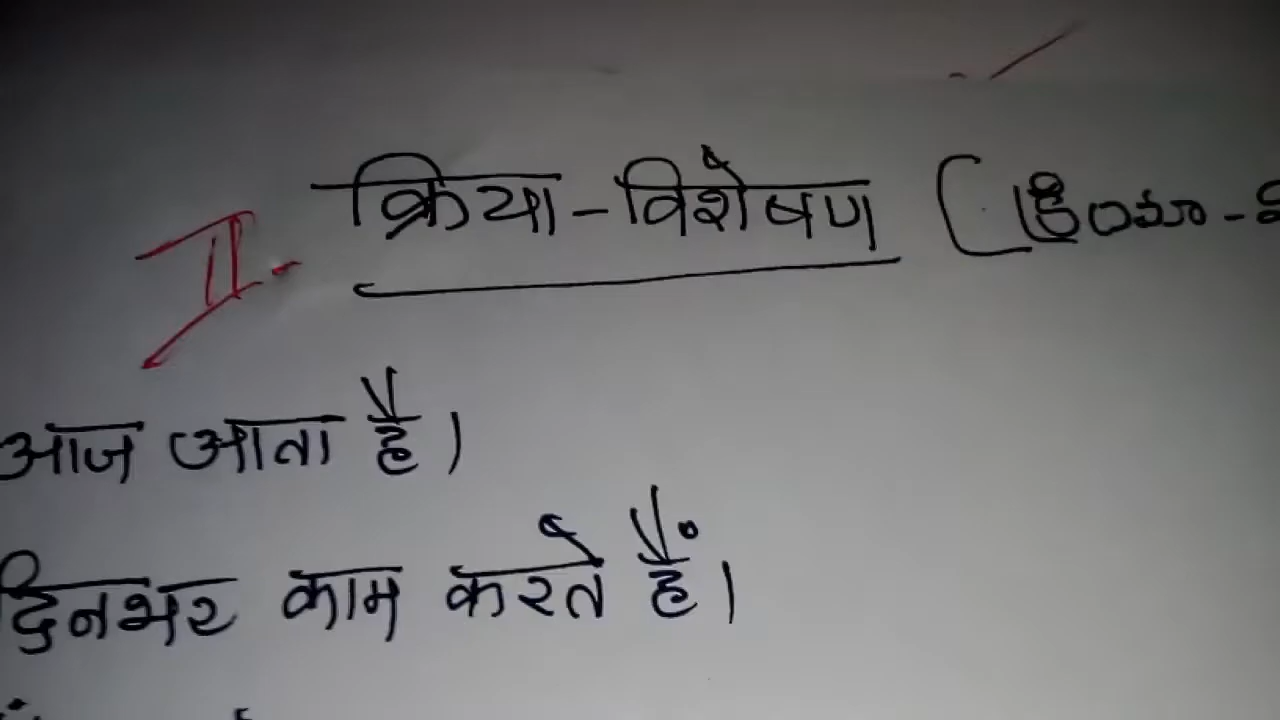 II. क्रिया-विशेषण (క్రియా-వి
आज आता है।
दिनभर काम करते हैं।